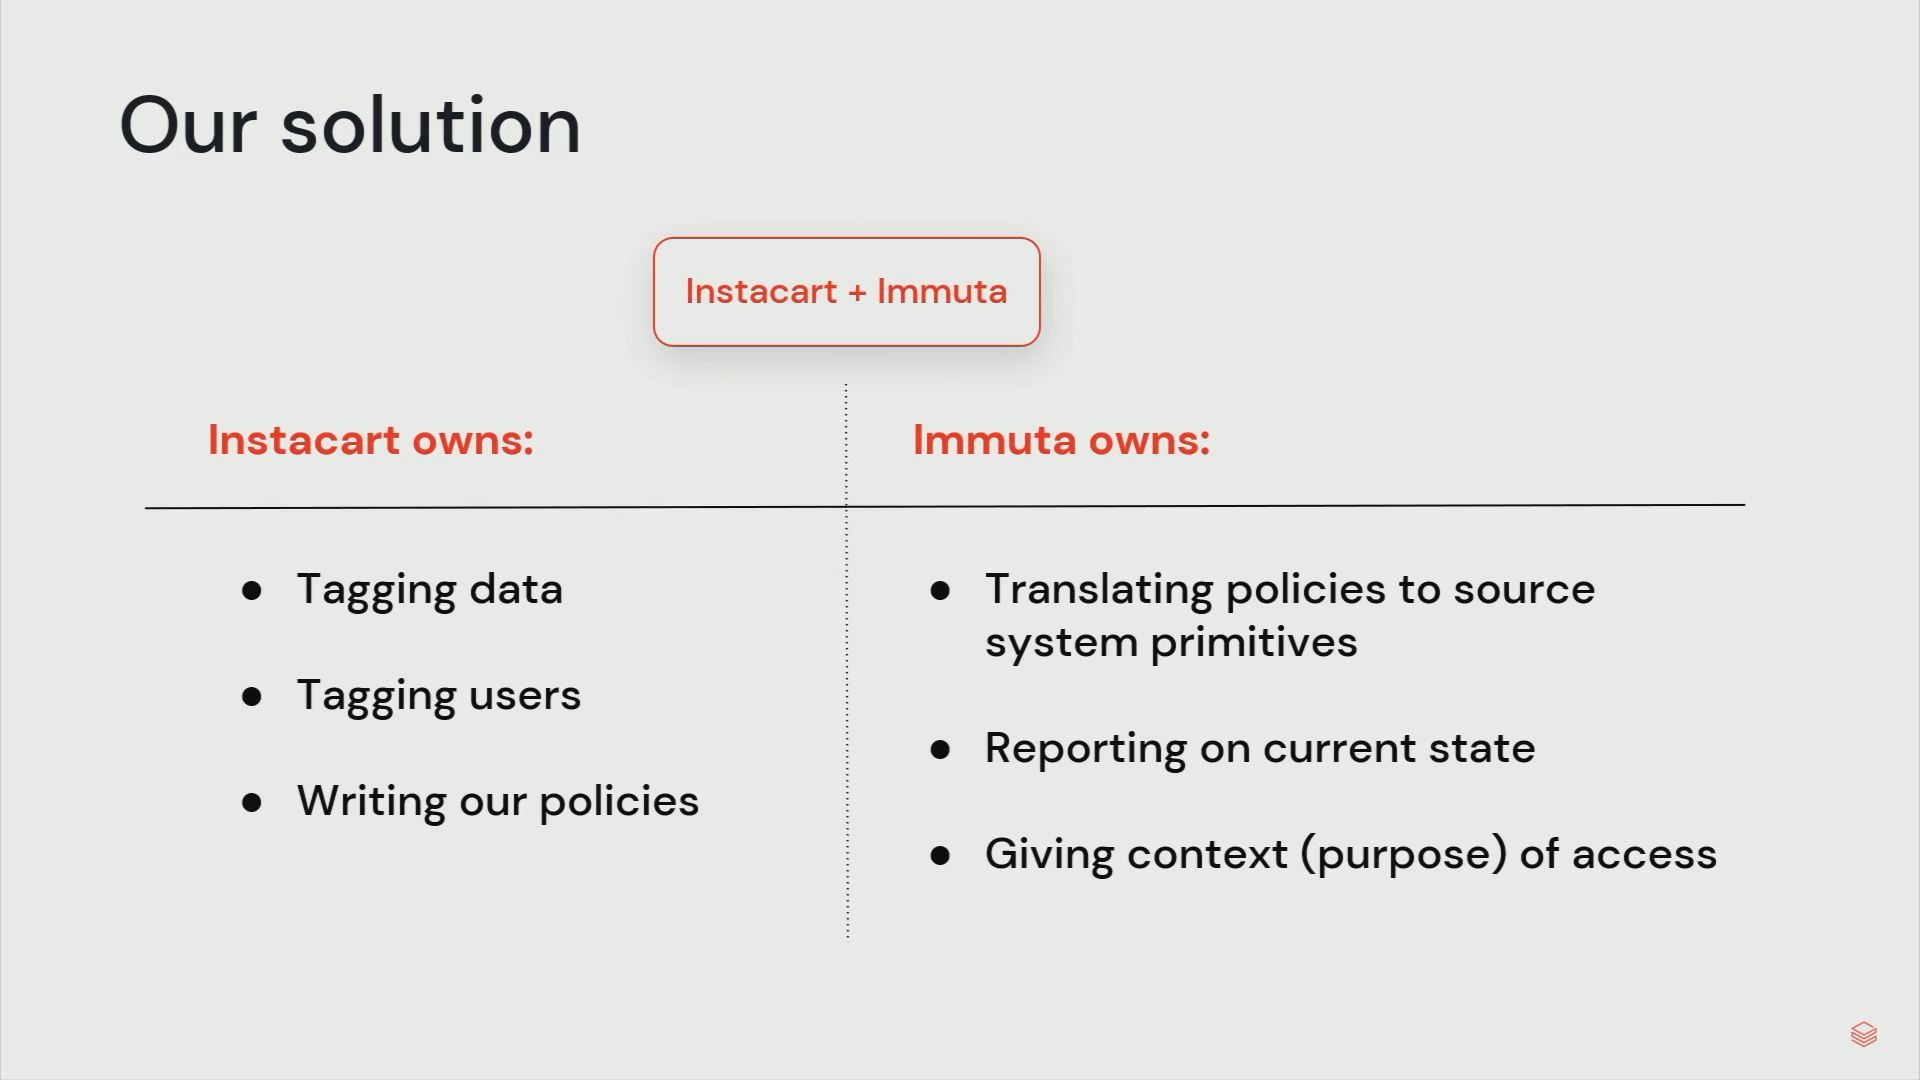 Our solution
Instacart + Immuta
Instacart owns:
● Tagging data
● Tagging users
● Writing our policies
Immuta owns:
● Translating policies to source
system primitives
● Reporting on current state
● Giving context (purpose) of access